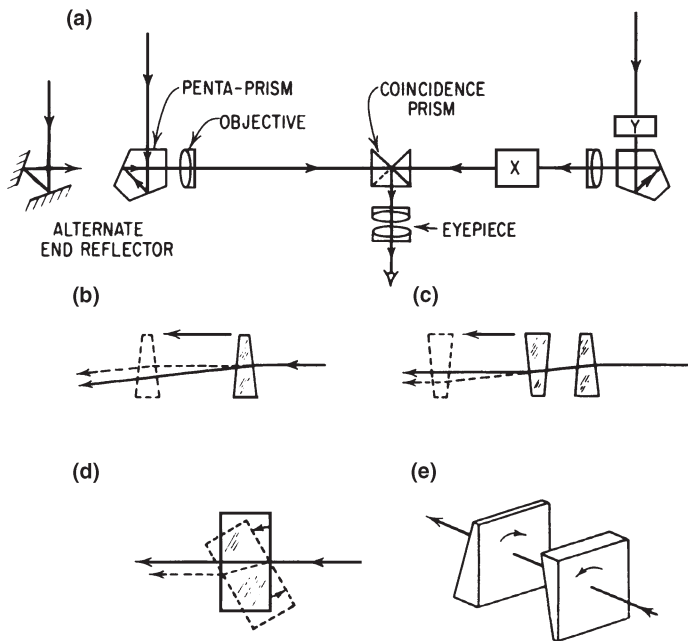 (a)
PENTA-PRISM
OBJECTIVE
COINCIDENCE
PRISM
Y
X
ALTERNATE
END REFLECTOR
EYEPIECE
(b)
(c)
(d)
(e)